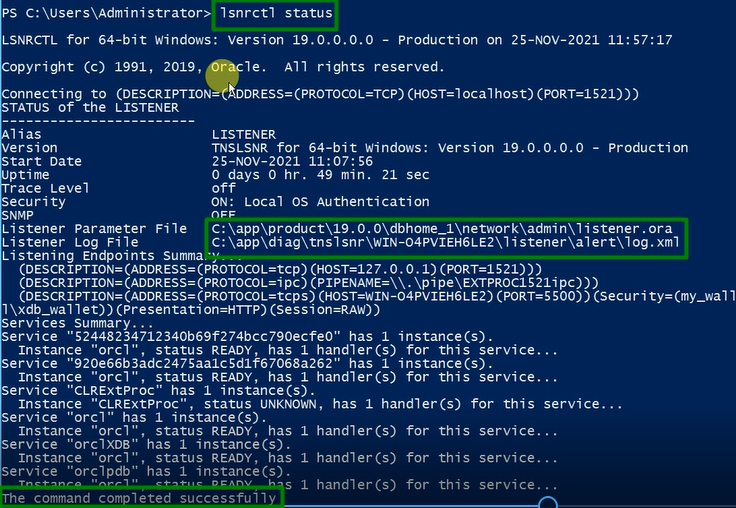 PS C:\Users\Administrator> lsnrctl status
LSNRCTL for 64-bit Windows: Version 19.0.0.0.0 - Production on 25-NOV-2021 11:57:17
Copyright (c) 1991, 2019, Oracle.  All rights reserved.
Connecting to (DESCRIPTION=(ADDRESS=(PROTOCOL=TCP)(HOST=localhost)(PORT=1521)))
STATUS of the LISTENER
------------------------
Alias                     LISTENER
Version                   TNSLSNR for 64-bit Windows: Version 19.0.0.0.0 - Production
Start Date                25-NOV-2021 11:07:56
Uptime                    0 days 0 hr. 49 min. 21 sec
Trace Level               off
Security                  ON: Local OS Authentication
SNMP                      OFF
Listener Parameter File   C:\app\product\19.0.0\dbhome_1\network\admin\listener.ora
Listener Log File         C:\app\diag\tnslsnr\WIN-O4PVIEH6LE2\listener\alert\log.xml
Listening Endpoints Summary...
  (DESCRIPTION=(ADDRESS=(PROTOCOL=tcp)(HOST=127.0.0.1)(PORT=1521)))
  (DESCRIPTION=(ADDRESS=(PROTOCOL=ipc)(PIPENAME=\\.\pipe\EXTPROC1521ipc)))
  (DESCRIPTION=(ADDRESS=(PROTOCOL=tcps)(HOST=WIN-O4PVIEH6LE2)(PORT=5500))(Security=(my_wall
l\xdb_wallet))(Presentation=HTTP)(Session=RAW))
Services Summary...
Service "52448234712340b69f274bcc790ecfe0" has 1 instance(s).
  Instance "orcl", status READY, has 1 handler(s) for this service...
Service "920e66b3adc2475aa1c5d1f67068a262" has 1 instance(s).
  Instance "orcl", status READY, has 1 handler(s) for this service...
Service "CLRExtProc" has 1 instance(s).
  Instance "CLRExtProc", status UNKNOWN, has 1 handler(s) for this service...
Service "orcl" has 1 instance(s).
  Instance "orcl", status READY, has 1 handler(s) for this service...
Service "orclXDB" has 1 instance(s).
  Instance "orcl", status READY, has 1 handler(s) for this service...
Service "orclpdb" has 1 instance(s).
  Instance "orcl", status READY, has 1 handler(s) for this service...
The command completed successfully